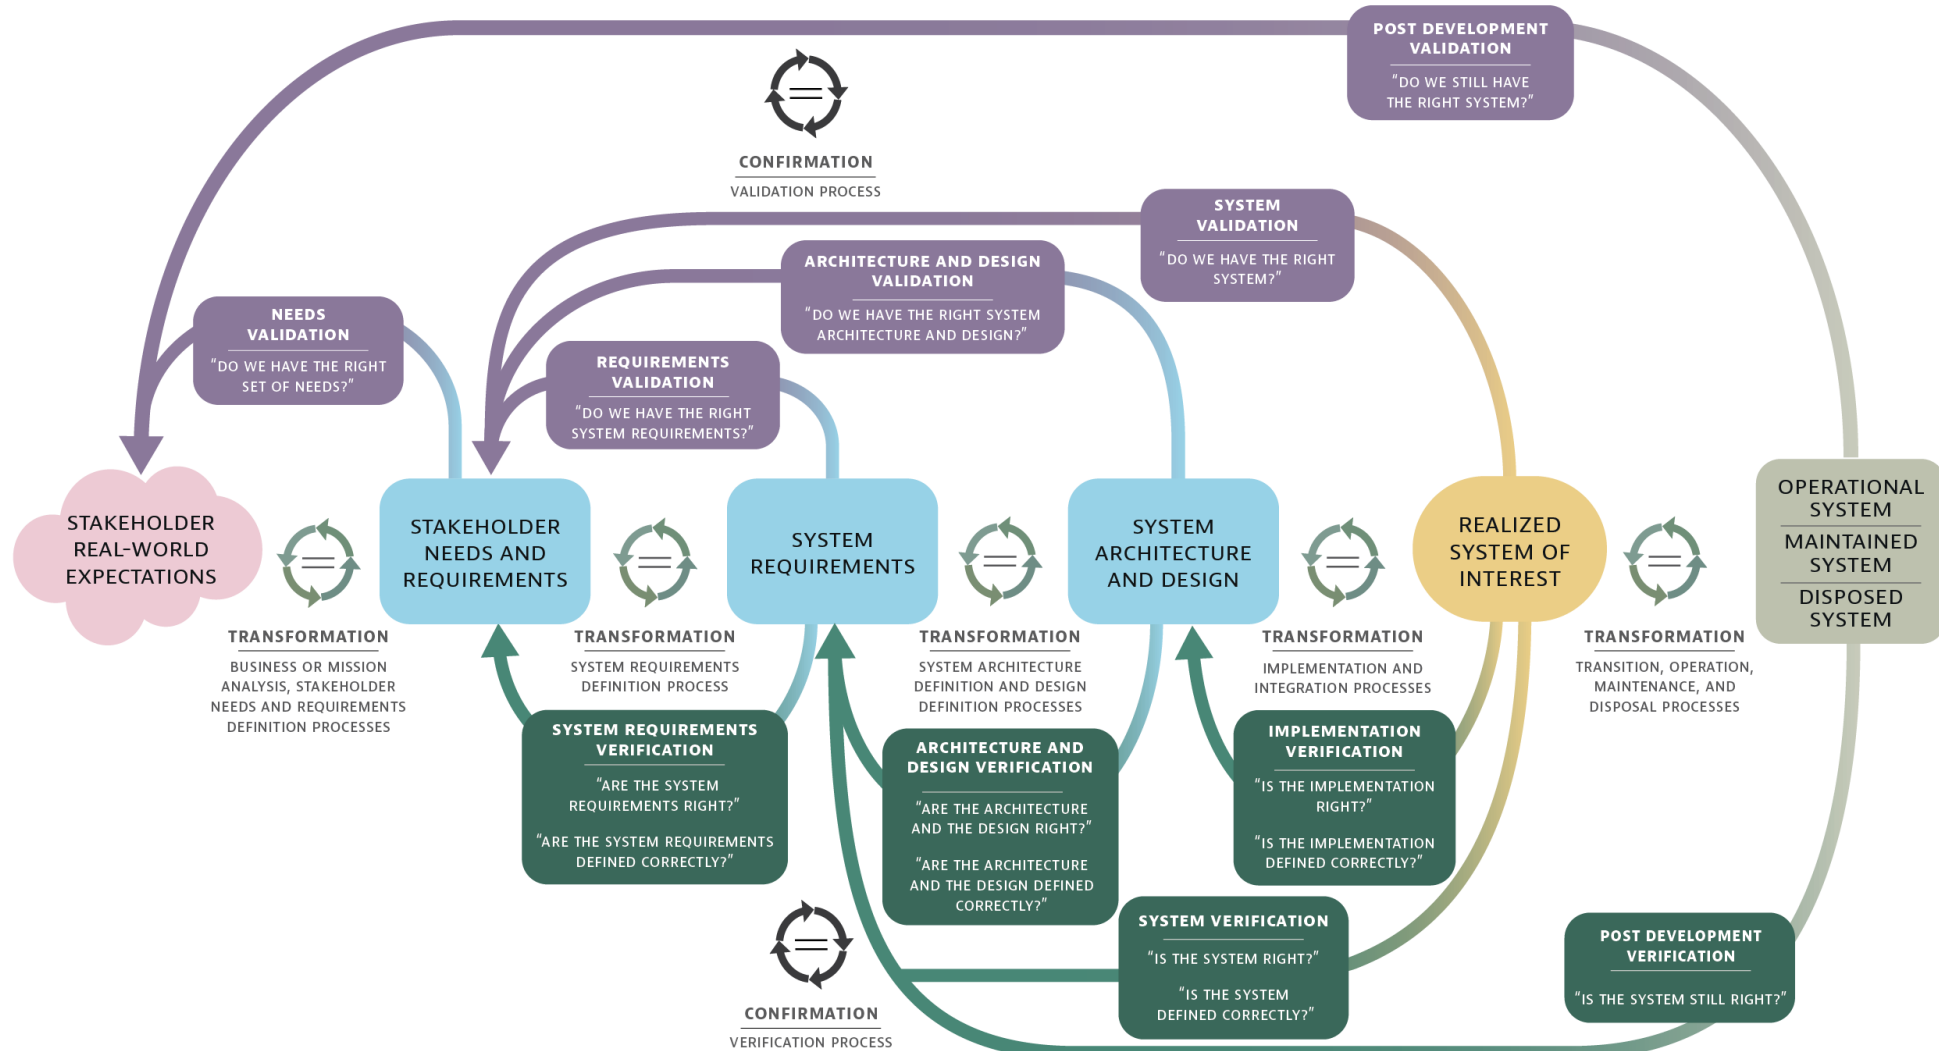 POST DEVELOPMENT
VALIDATION
“DO WE STILL HAVE
THE RIGHT SYSTEM?”
CONFIRMATION
VALIDATION PROCESS
SYSTEM
VALIDATION
“DO WE HAVE THE RIGHT
SYSTEM?”
ARCHITECTURE AND DESIGN
VALIDATION
“DO WE HAVE THE RIGHT SYSTEM
ARCHITECTURE AND DESIGN?”
NEEDS
VALIDATION
“DO WE HAVE THE RIGHT
SET OF NEEDS?”
REQUIREMENTS
VALIDATION
“DO WE HAVE THE RIGHT
SYSTEM REQUIREMENTS?”
STAKEHOLDER
REAL-WORLD
EXPECTATIONS
STAKEHOLDER
NEEDS AND
REQUIREMENTS
SYSTEM
REQUIREMENTS
SYSTEM
ARCHITECTURE
AND DESIGN
REALIZED
SYSTEM OF
INTEREST
OPERATIONAL
SYSTEM
MAINTAINED
SYSTEM
DISPOSED
SYSTEM
TRANSFORMATION
BUSINESS OR MISSION
ANALYSIS, STAKEHOLDER
NEEDS AND REQUIREMENTS
DEFINITION PROCESSES
TRANSFORMATION
SYSTEM REQUIREMENTS
DEFINITION PROCESS
TRANSFORMATION
SYSTEM ARCHITECTURE
DEFINITION AND DESIGN
DEFINITION PROCESSES
TRANSFORMATION
IMPLEMENTATION AND
INTEGRATION PROCESSES
TRANSFORMATION
TRANSITION, OPERATION,
MAINTENANCE, AND
DISPOSAL PROCESSES
SYSTEM REQUIREMENTS
VERIFICATION
“ARE THE SYSTEM
REQUIREMENTS RIGHT?”
“ARE THE SYSTEM REQUIREMENTS
DEFINED CORRECTLY?”
ARCHITECTURE AND
DESIGN VERIFICATION
“ARE THE ARCHITECTURE
AND THE DESIGN RIGHT?”
“ARE THE ARCHITECTURE
AND THE DESIGN DEFINED
CORRECTLY?”
IMPLEMENTATION
VERIFICATION
“IS THE IMPLEMENTATION
RIGHT?”
“IS THE IMPLEMENTATION
DEFINED CORRECTLY?”
SYSTEM VERIFICATION
“IS THE SYSTEM RIGHT?”
“IS THE SYSTEM
DEFINED CORRECTLY?”
POST DEVELOPMENT
VERIFICATION
“IS THE SYSTEM STILL RIGHT?”
CONFIRMATION
VERIFICATION PROCESS